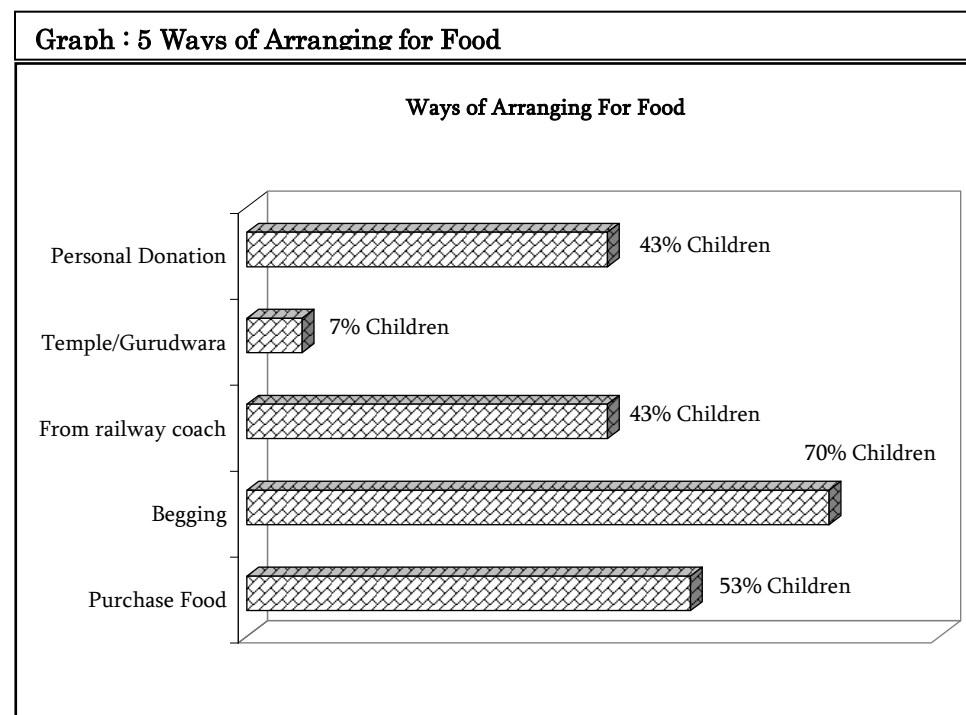 Graph : 5 Ways of Arranging for Food
Ways of Arranging For Food
Personal Donation
43% Children
Temple/Gurudwara
7% Children
From railway coach
43% Children
70% Children
Begging
Purchase Food
53% Children